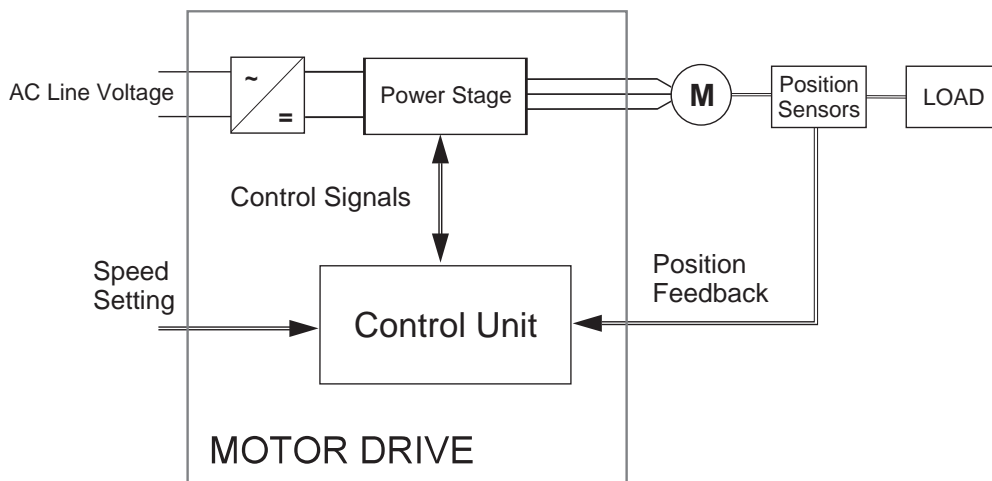 AC Line Voltage
~
=
Power Stage
M
Position
Sensors
LOAD
Control Signals
Speed
Setting
Control Unit
Position
Feedback
MOTOR DRIVE